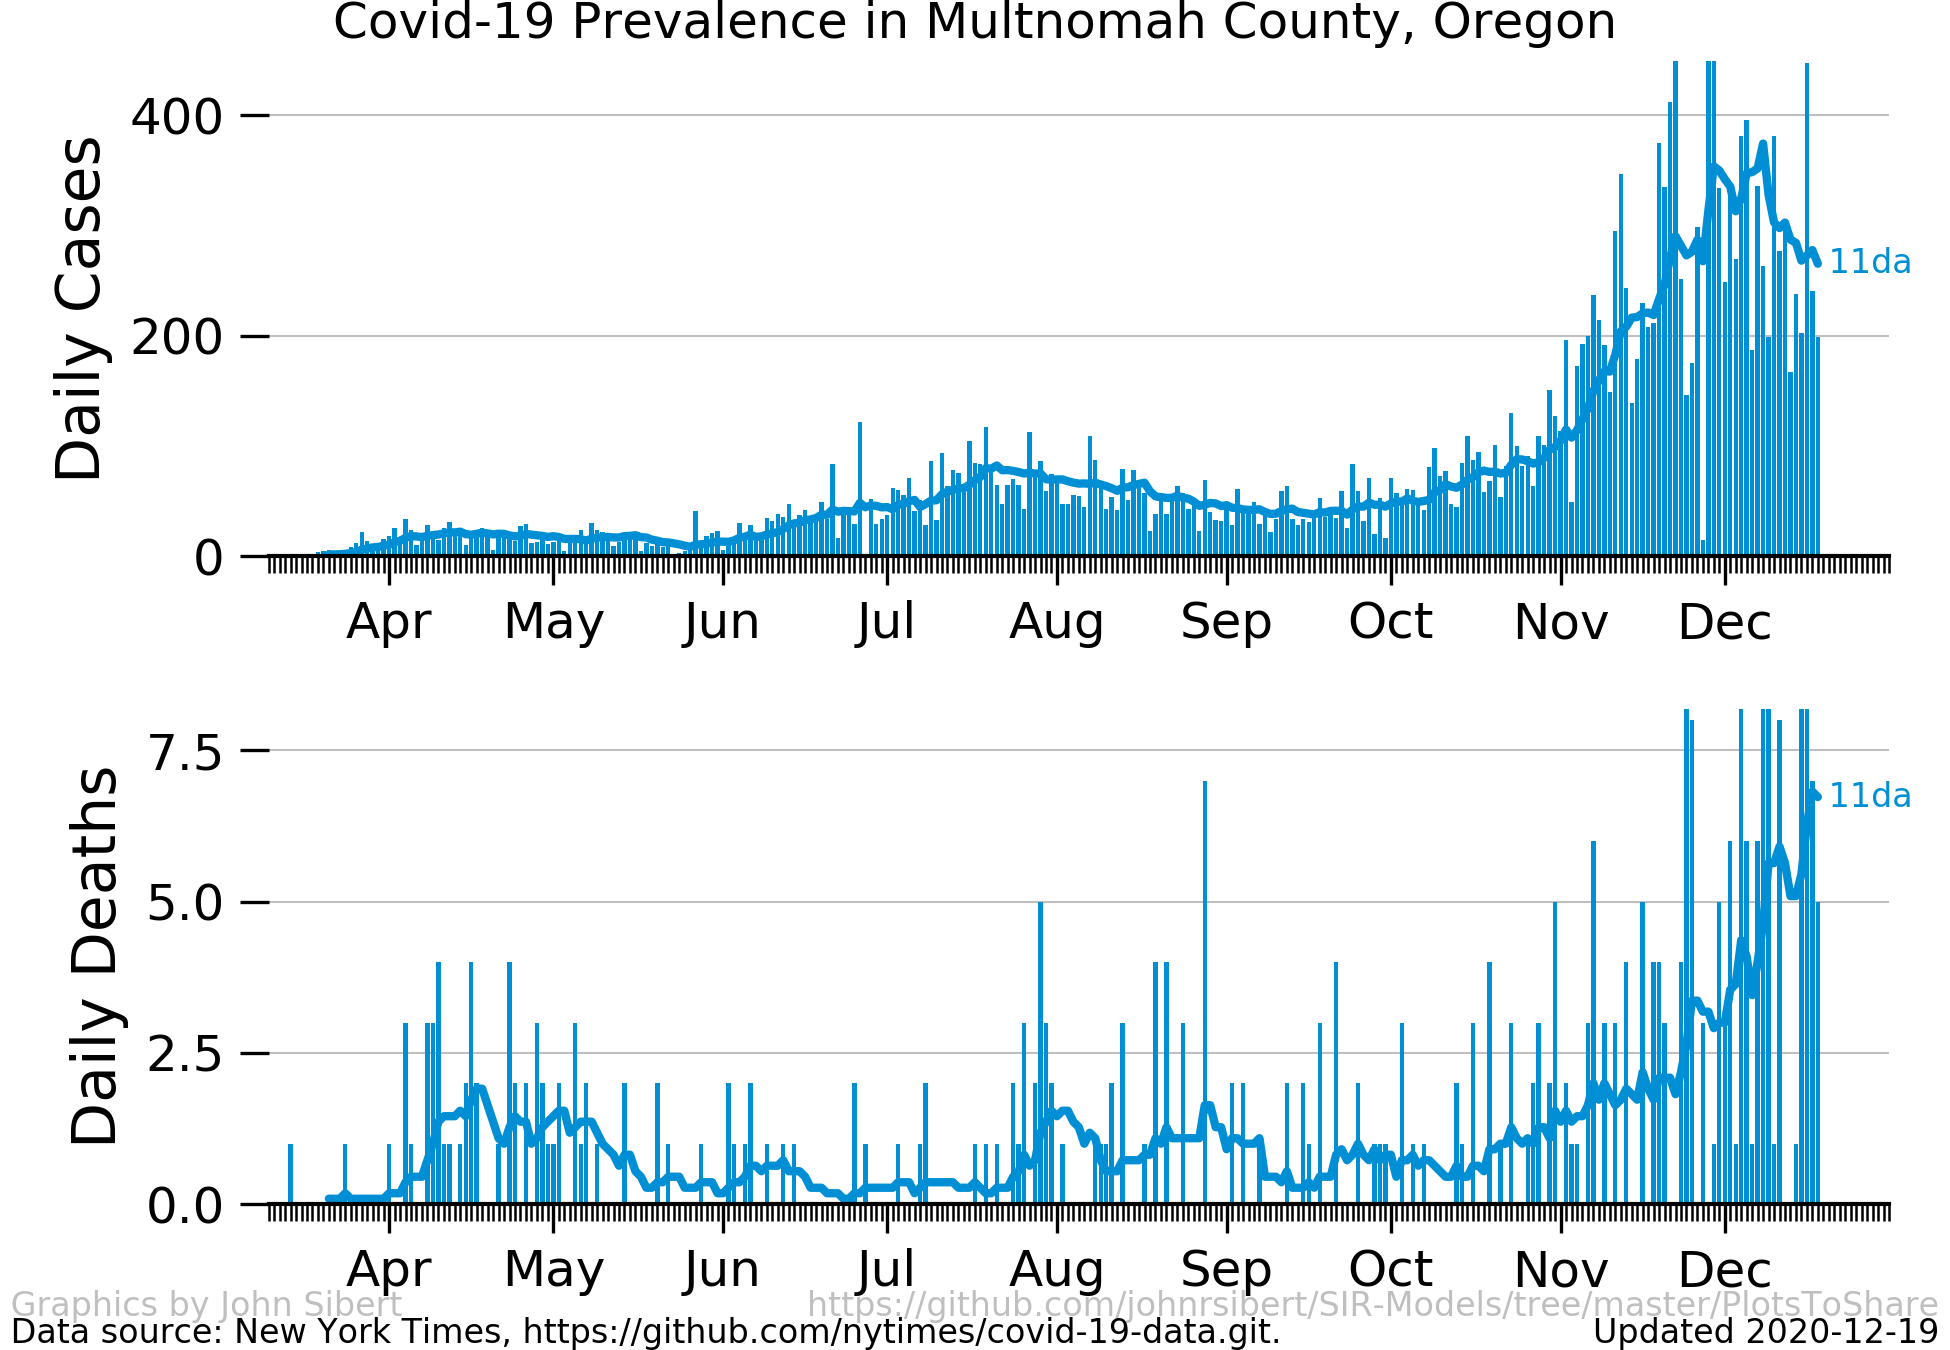 Covid-19 Prevalence in Multnomah County, Oregon
Daily Cases
400
200
0
11da
Apr May Jun Jul Aug Sep Oct Nov Dec
Daily Deaths
7.5
5.0
2.5
0.0
11da
Apr May Jun Jul Aug Sep Oct Nov Dec
Graphics by John Sibert https://github.com/johnrsibert/SIR-Models/tree/master/PlotsToShare
Data source: New York Times, https://github.com/nytimes/covid-19-data.git. Updated 2020-12-19